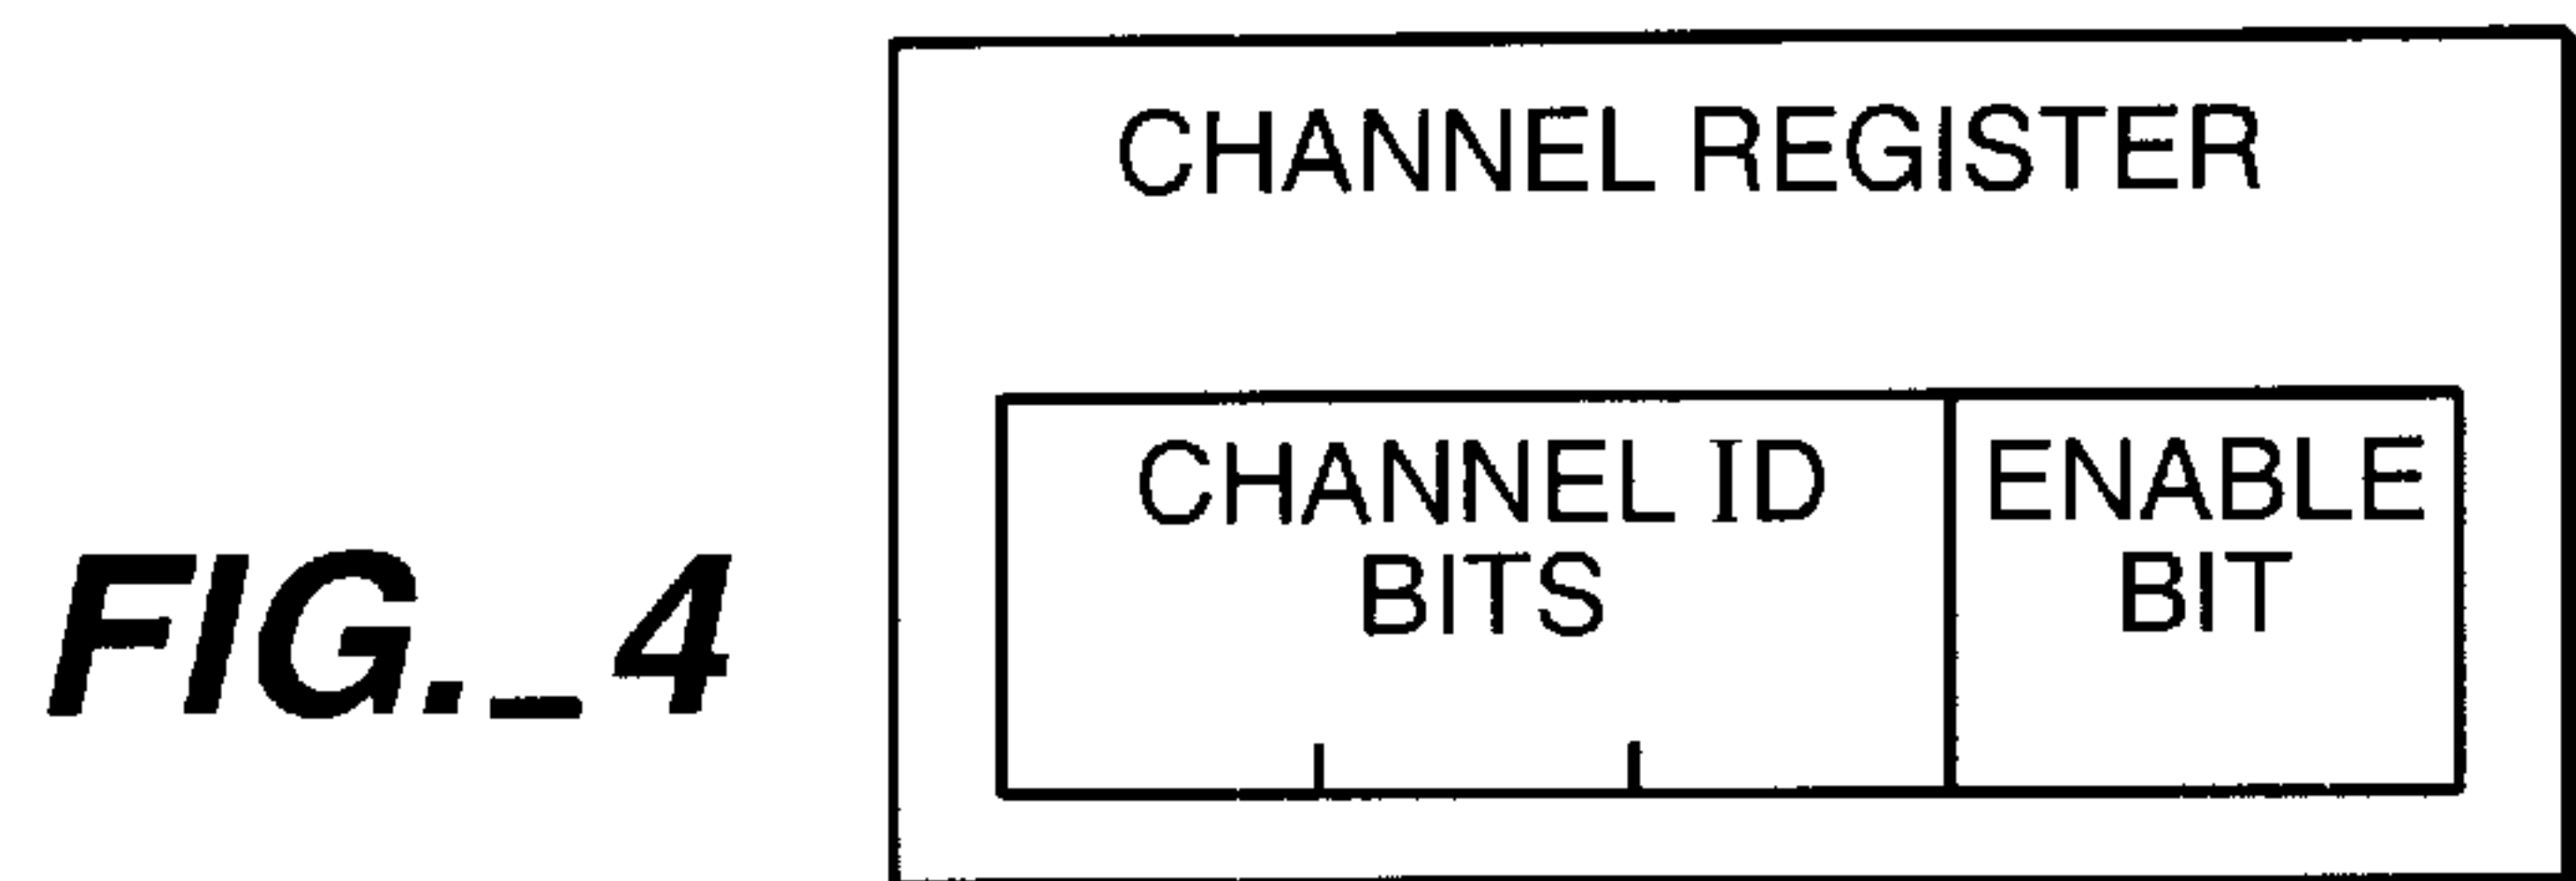 CHANNEL REGISTER
CHANNEL ID
BITS
ENABLE
BIT
FIG._4